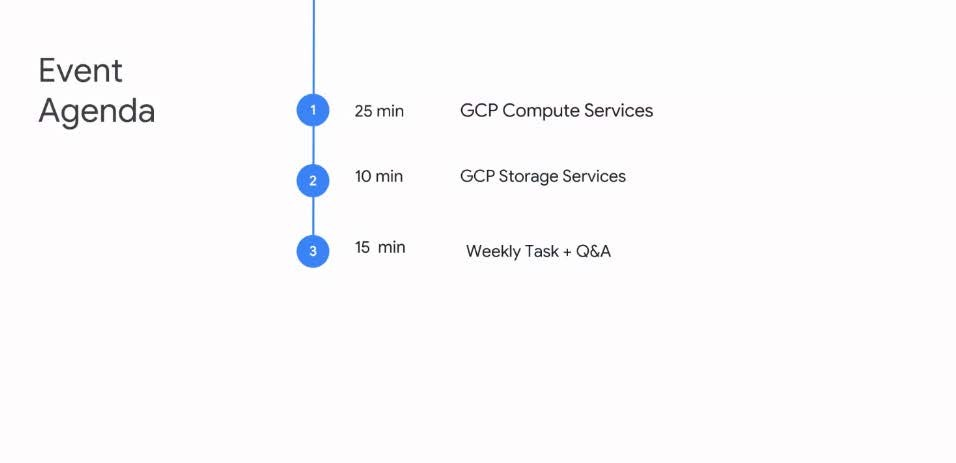 Event
Agenda
1 25 min GCP Compute Services
2 10 min GCP Storage Services
3 15 min Weekly Task + Q&A